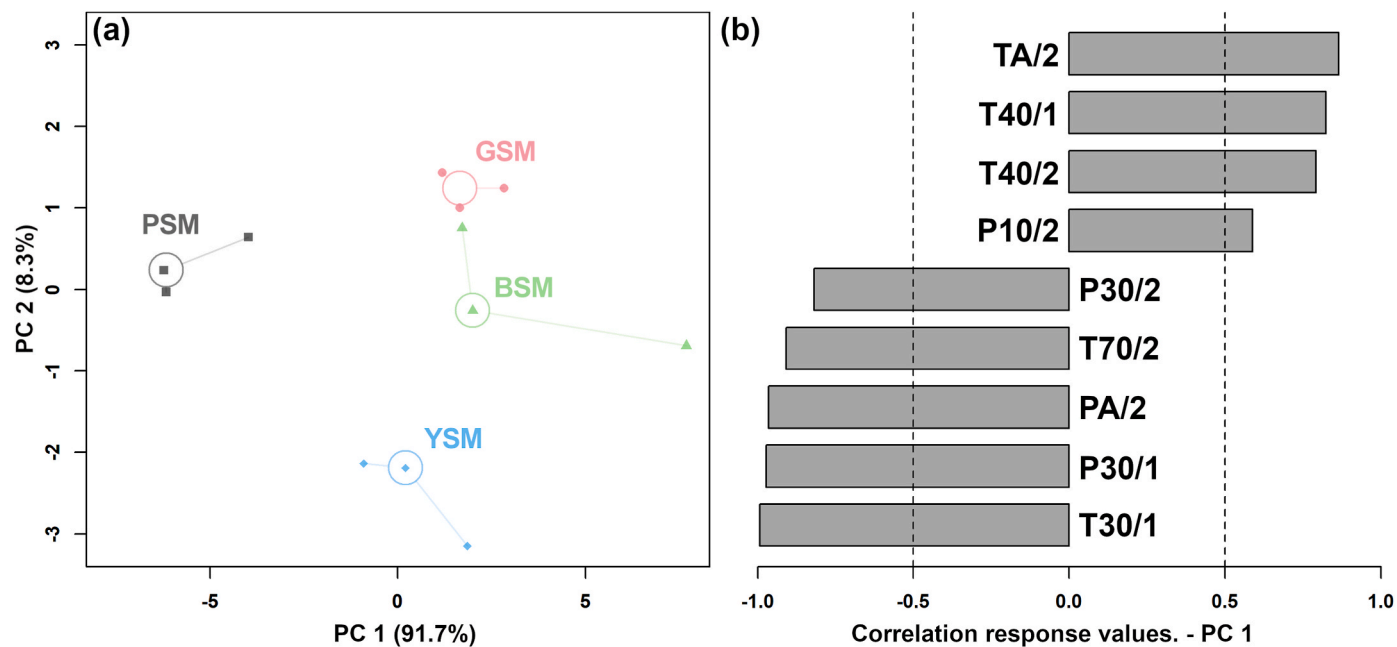 (a)
PC 2 (8.3%)
3
2
1
0
-1
-2
-3
GSM
PSM
BSM
YSM
-5
0
5
PC 1 (91.7%)
(b)
TA/2
T40/1
T40/2
P10/2
P30/2
T70/2
PA/2
P30/1
T30/1
-1.0
-0.5
0.0
0.5
1.0
Correlation response values. - PC 1